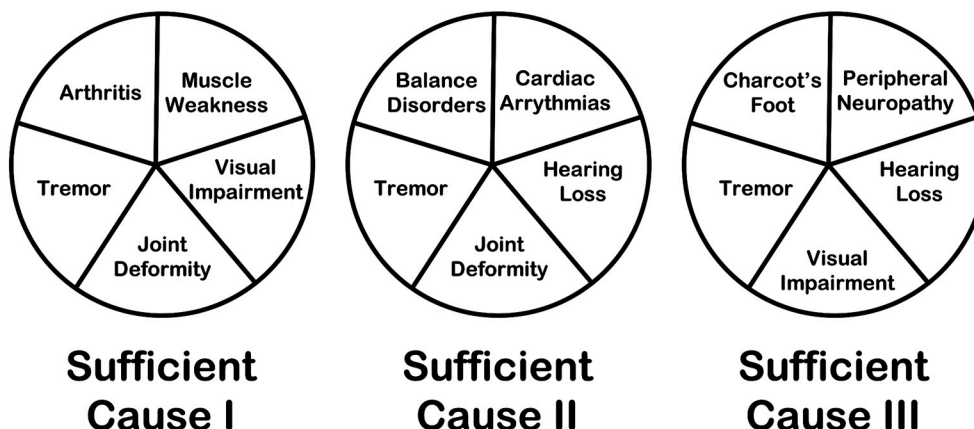 Arthritis
Muscle
Weakness
Visual
Impairment
Tremor
Joint
Deformity
Sufficient
Cause I
Balance
Disorders
Cardiac
Arrythmias
Hearing
Loss
Tremor
Joint
Deformity
Sufficient
Cause II
Charcot's
Foot
Peripheral
Neuropathy
Hearing
Loss
Tremor
Visual
Impairment
Sufficient
Cause III